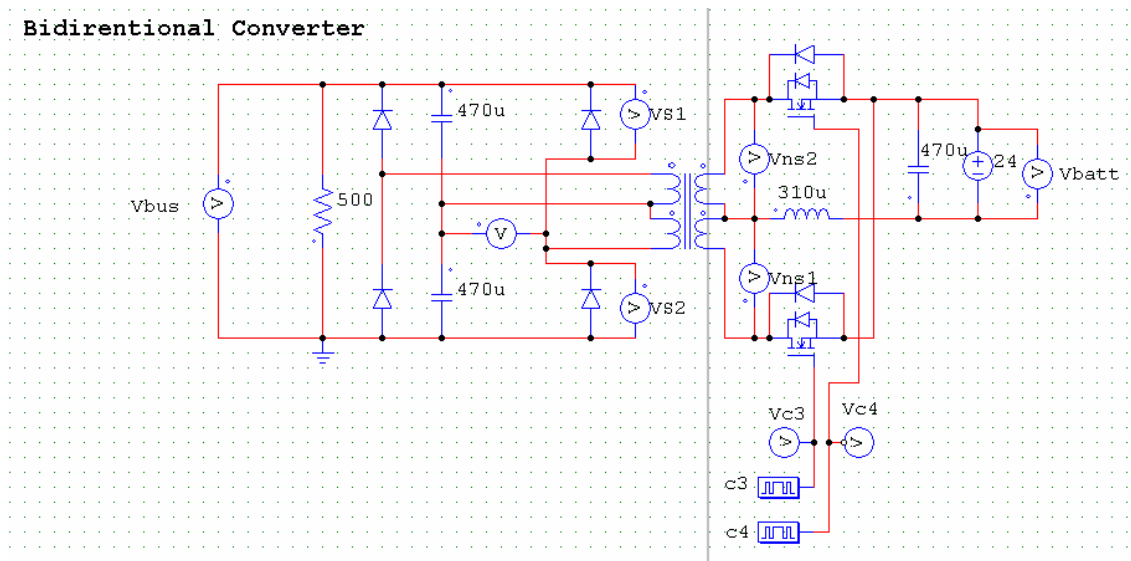 Bidirentional Converter
470u
VS1
Vns2
470u
24
Vbatt
Vbus
500
310u
V
470u
VS2
Vns1
Vc3
Vc4
c3
c4